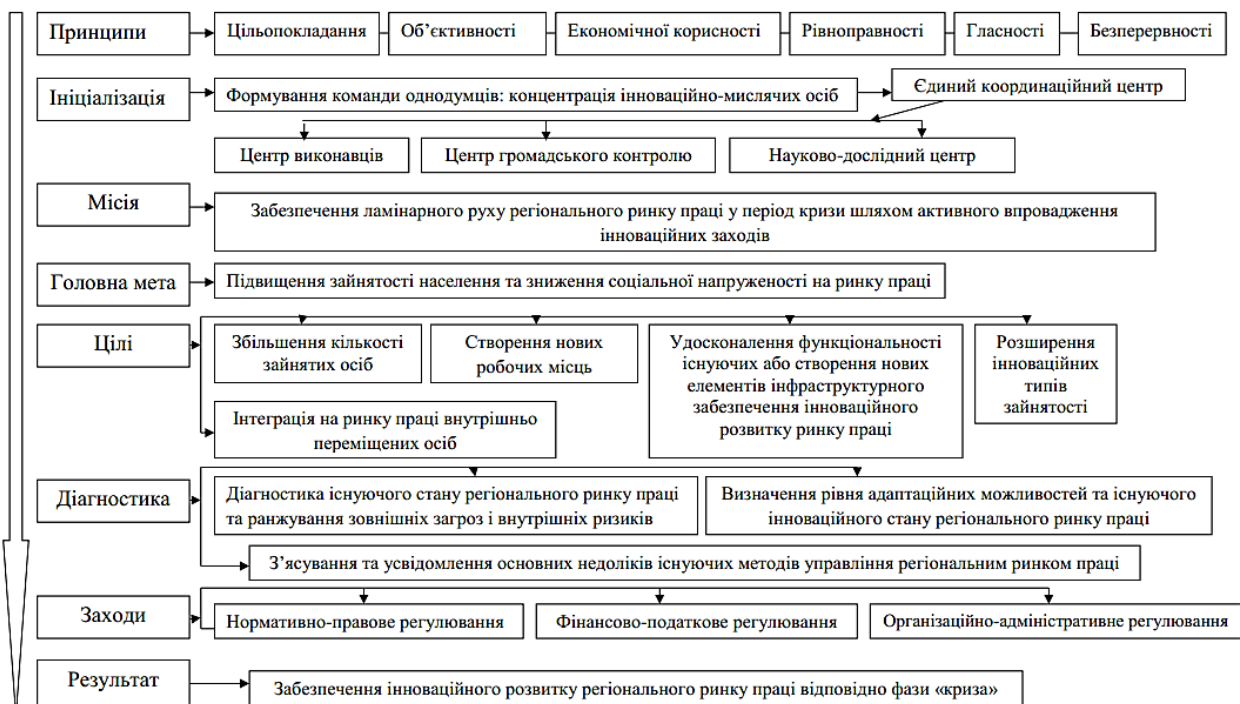 Принципи
Цільопокладання
Об’єктивності
Економічної корисності
Рівноправності
Гласності
Безперервності
Ініціалізація
Формування команди однодумців: концентрація інноваційно-мислячих осіб
Єдиний координаційний центр
Центр виконавців
Центр громадського контролю
Науково-дослідний центр
Місія
Забезпечення ламінарного руху регіонального ринку праці у період кризи шляхом активного впровадження
інноваційних заходів
Головна мета
Підвищення зайнятості населення та зниження соціальної напруженості на ринку праці
Цілі
Збільшення кількості
зайнятих осіб
Створення нових
робочих місць
Удосконалення функціональності
існуючих або створення нових
елементів інфраструктурного
забезпечення інноваційного
розвитку ринку праці
Розширення
інноваційних
типів
зайнятості
Інтеграція на ринку праці внутрішньо
переміщених осіб
Діагностика
Діагностика існуючого стану регіонального ринку праці
та ранжування зовнішніх загроз і внутрішніх ризиків
Визначення рівня адаптаційних можливостей та існуючого
інноваційного стану регіонального ринку праці
З’ясування та усвідомлення основних недоліків існуючих методів управління регіональним ринком праці
Заходи
Нормативно-правове регулювання
Фінансово-податкове регулювання
Організаційно-адміністративне регулювання
Результат
Забезпечення інноваційного розвитку регіонального ринку праці відповідно фази «криза»